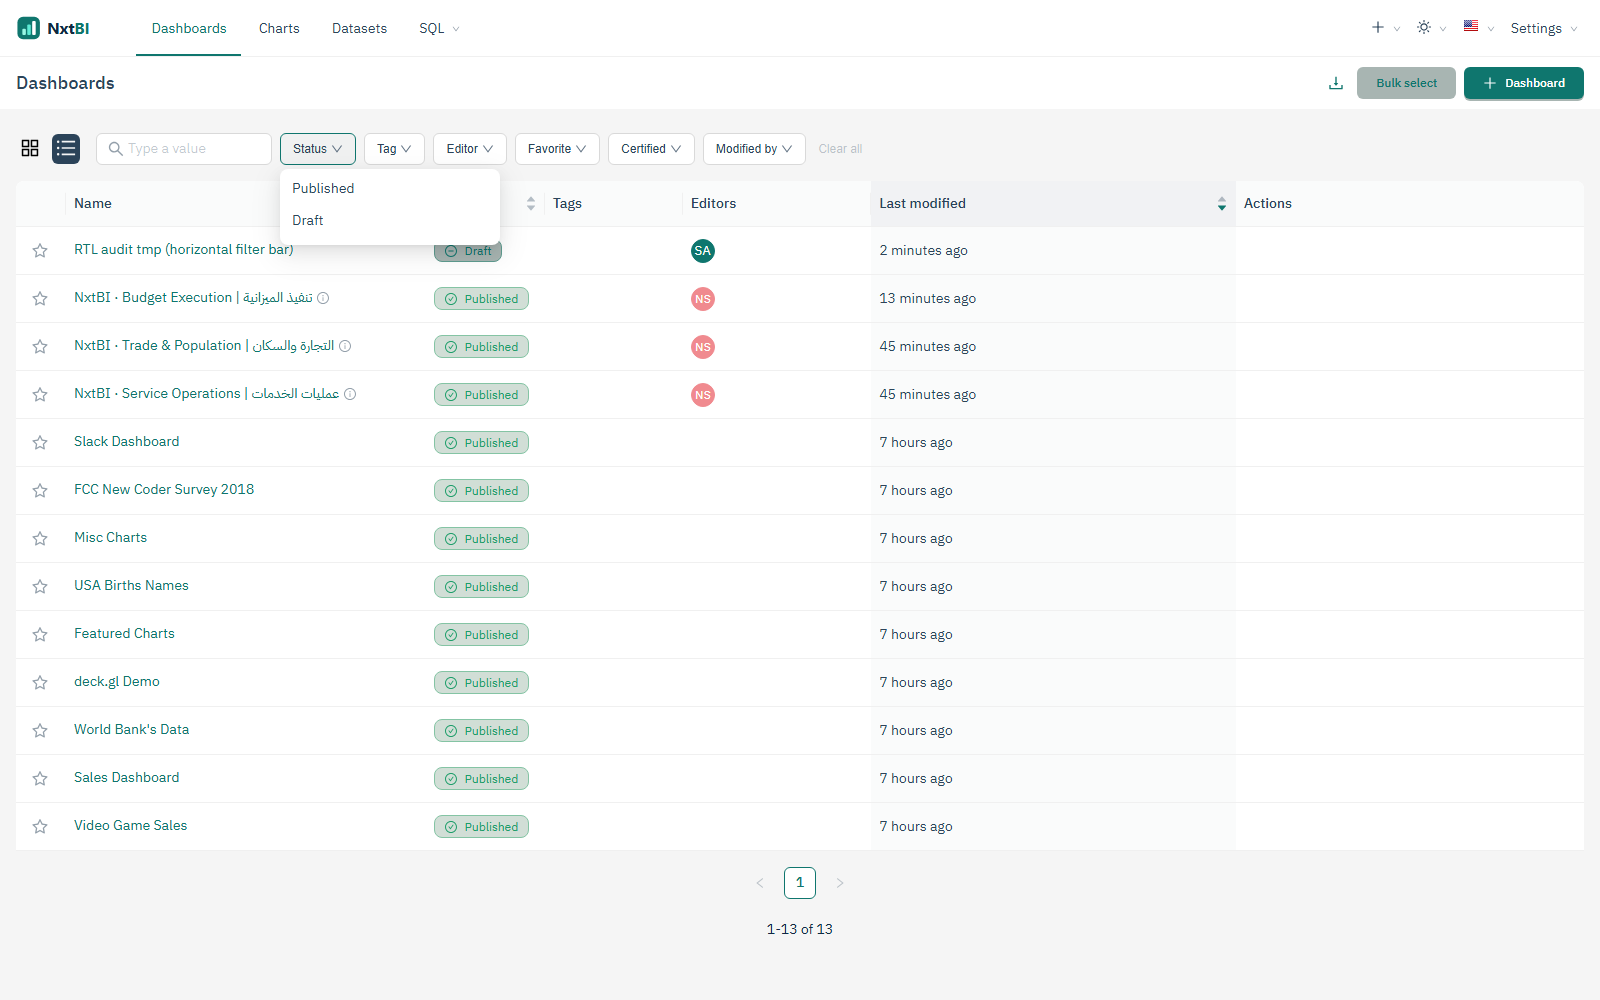 NxtBI Dashboards Charts Datasets SQL Settings
Dashboards Bulk select Dashboard
Type a value Status Tag Editor Favorite Certified Modified by Clear all
Published
Draft
Name Tags Editors Last modified Actions
RTL audit tmp (horizontal filter bar) Draft SA 2 minutes ago
NxtBI · Budget Execution | تنفيذ الميزانية Published NS 13 minutes ago
NxtBI · Trade & Population | التجارة والسكان Published NS 45 minutes ago
NxtBI · Service Operations | عمليات الخدمات Published NS 45 minutes ago
Slack Dashboard Published 7 hours ago
FCC New Coder Survey 2018 Published 7 hours ago
Misc Charts Published 7 hours ago
USA Births Names Published 7 hours ago
Featured Charts Published 7 hours ago
deck.gl Demo Published 7 hours ago
World Bank's Data Published 7 hours ago
Sales Dashboard Published 7 hours ago
Video Game Sales Published 7 hours ago
1
1-13 of 13